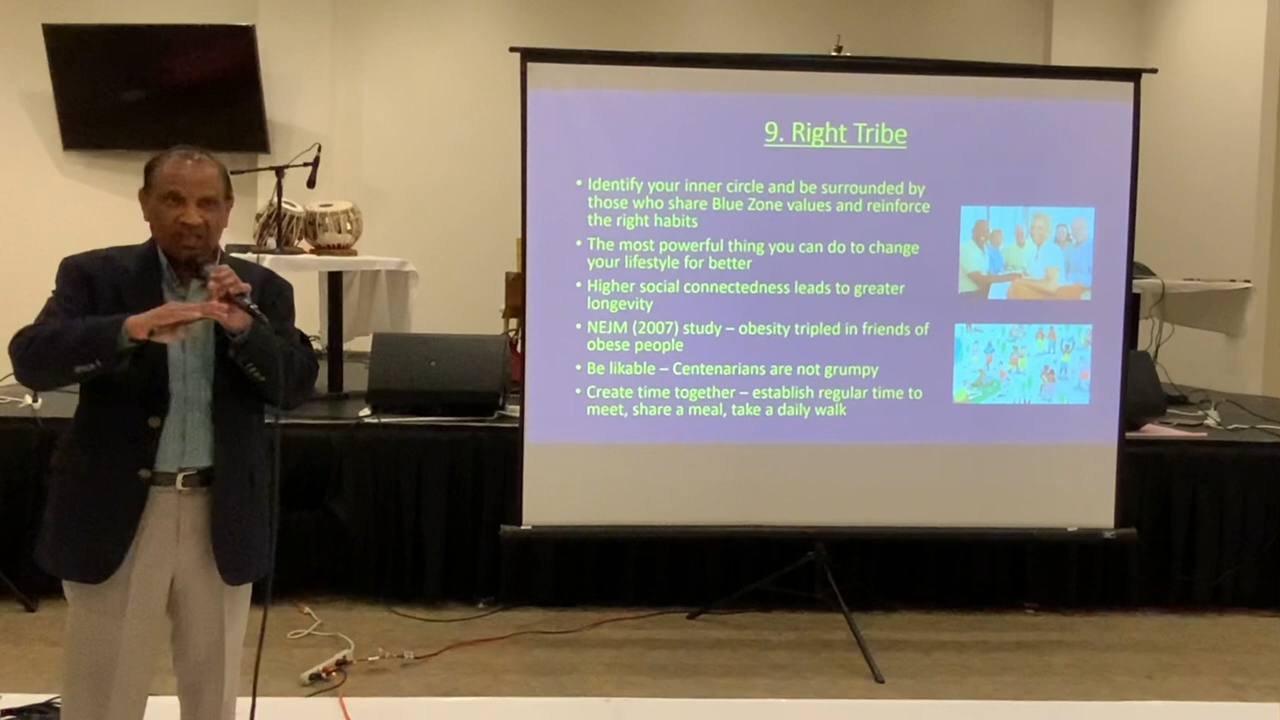 9. Right Tribe
• Identify your inner circle and be surrounded by
those who share Blue Zone values and reinforce
the right habits
• The most powerful thing you can do to change
your lifestyle for better
• Higher social connectedness leads to greater
longevity
• NEJM (2007) study – obesity tripled in friends of
obese people
• Be likable – Centenarians are not grumpy
• Create time together – establish regular time to
meet, share a meal, take a daily walk